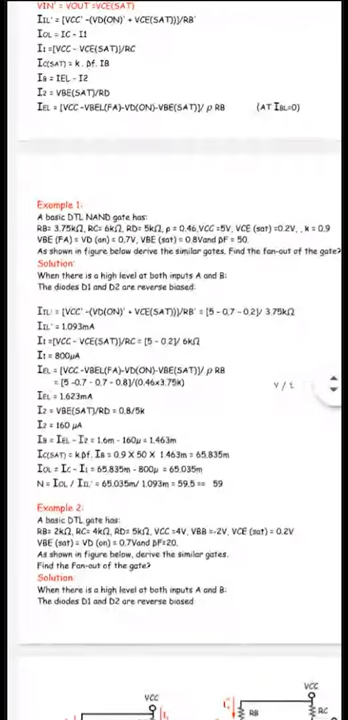 VIN' = VOUT =VCE(SAT)
IIL' = [VCC' -(VD(ON)' + VCE(SAT))]/RB'
IOL = IC - I1
I1 =[VCC - VCE(SAT)]/RC
IC(SAT) = k. βf. IB
IB = IEL - I2
I2 = VBE(SAT)/RD
IEL = [VCC -VBEL(FA)-VD(ON)-VBE(SAT)]/ ρ RB (AT IBL=0)
Example 1:
A basic DTL NAND gate has:
RB= 3.75kΩ, RC= 6kΩ, RD= 5kΩ, ρ = 0.46,VCC =5V, VCE (sat) =0.2V, , k = 0.9
VBE (FA) = VD (on) = 0.7V, VBE (sat) = 0.8Vand βF = 50.
As shown in figure below derive the similar gates. Find the fan-out of the gate?
Solution:
When there is a high level at both inputs A and B:
The diodes D1 and D2 are reverse biased:
IIL' = [VCC' -(VD(ON)' + VCE(SAT))]/RB' = [5 - 0.7 - 0.2]/ 3.75kΩ
IIL' = 1.093mA
I1 =[VCC - VCE(SAT)]/RC = [5 - 0.2]/ 6kΩ
I1 = 800μA
IEL = [VCC -VBEL(FA)-VD(ON)-VBE(SAT)]/ ρ RB
= [5 -0.7 - 0.7 - 0.8]/(0.46x3.75k) V / ٤
IEL = 1.623mA
I2 = VBE(SAT)/RD = 0.8/5k
I2 = 160 μA
IB = IEL - I2 = 1.6m - 160μ = 1.463m
IC(SAT) = k.βf. IB = 0.9 X 50 X 1.463m = 65.835m
IOL = IC - I1 = 65.835m - 800μ = 65.035m
N = IOL / IIL' = 65.035m/ 1.093m = 59.5 == 59
Example 2:
A basic DTL gate has:
RB= 2kΩ, RC= 4kΩ, RD= 5kΩ, VCC =4V, VBB =-2V, VCE (sat) = 0.2V
VBE (sat) = VD (on) = 0.7Vand βF=20.
As shown in figure below, derive the similar gates.
Find the Fan-out of the gate?
Solution:
When there is a high level at both inputs A and B:
The diodes D1 and D2 are reverse biased
VCC
VCC
RB
RC